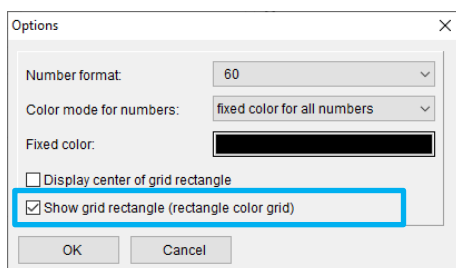 Options
Number format: 60
Color mode for numbers: fixed color for all numbers
Fixed color:
Display center of grid rectangle
Show grid rectangle (rectangle color grid)
OK Cancel